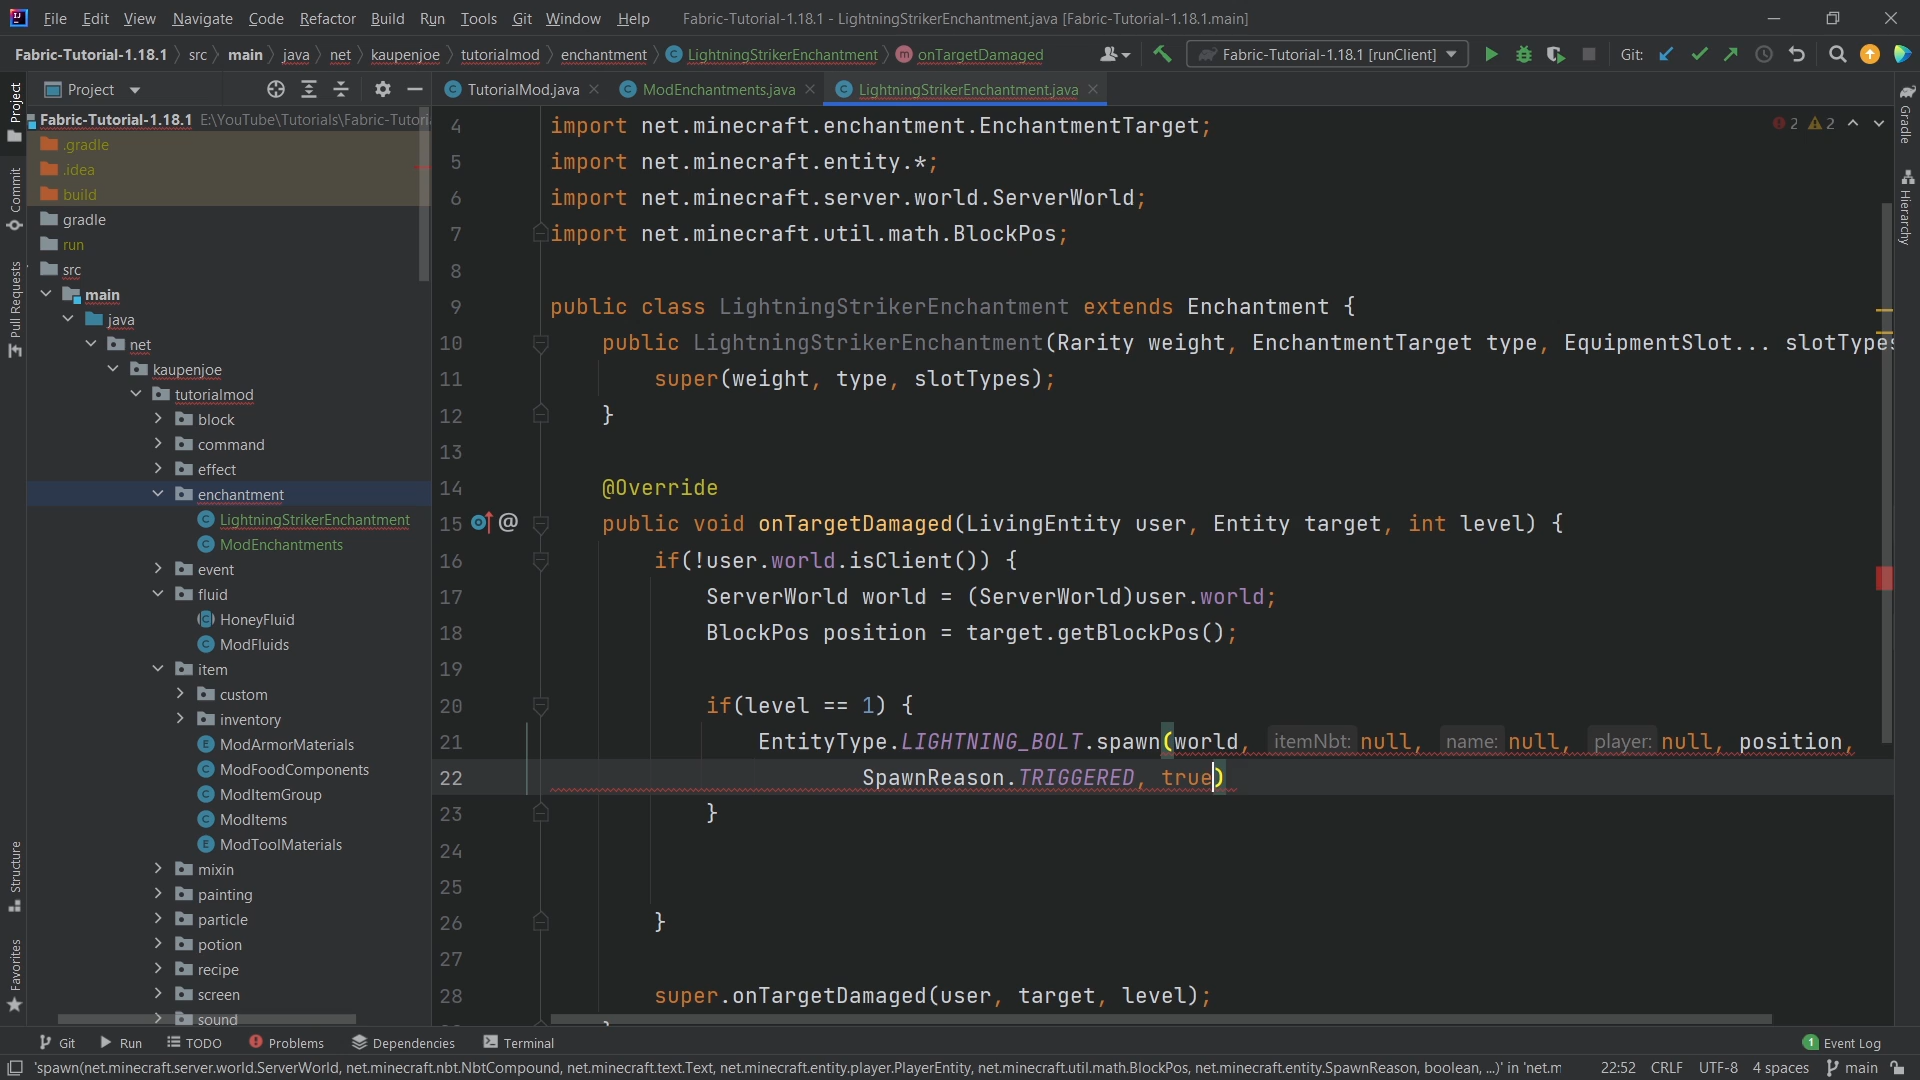 File Edit View Navigate Code Refactor Build Run Tools Git Window Help Fabric-Tutorial-1.18.1 - LightningStrikerEnchantment.java [Fabric-Tutorial-1.18.1.main]
Fabric-Tutorial-1.18.1 src main java net kaupenjoe tutorialmod enchantment LightningStrikerEnchantment onTargetDamaged Fabric-Tutorial-1.18.1 [runClient] Git:
Project TutorialMod.java ModEnchantments.java LightningStrikerEnchantment.java
Fabric-Tutorial-1.18.1 E:\YouTube\Tutorials\Fabric-Tutori
.gradle
.idea
build
gradle
run
src
main
java
net
kaupenjoe
tutorialmod
block
command
effect
enchantment
LightningStrikerEnchantment
ModEnchantments
event
fluid
HoneyFluid
ModFluids
item
custom
inventory
ModArmorMaterials
ModFoodComponents
ModItemGroup
ModItems
ModToolMaterials
mixin
painting
particle
potion
recipe
screen
sound
Project
Commit
Pull Requests
Structure
Favorites
4 import net.minecraft.enchantment.EnchantmentTarget;
5 import net.minecraft.entity.*;
6 import net.minecraft.server.world.ServerWorld;
7 import net.minecraft.util.math.BlockPos;
8
9 public class LightningStrikerEnchantment extends Enchantment {
10 public LightningStrikerEnchantment(Rarity weight, EnchantmentTarget type, EquipmentSlot... slotTypes
11 super(weight, type, slotTypes);
12 }
13
14 @Override
15 public void onTargetDamaged(LivingEntity user, Entity target, int level) {
16 if(!user.world.isClient()) {
17 ServerWorld world = (ServerWorld)user.world;
18 BlockPos position = target.getBlockPos();
19
20 if(level == 1) {
21 EntityType.LIGHTNING_BOLT.spawn(world, itemNbt: null, name: null, player: null, position,
22 SpawnReason.TRIGGERED, true)
23 }
24
25
26 }
27
28 super.onTargetDamaged(user, target, level);
2 2
Gradle
Hierarchy
Git Run TODO Problems Dependencies Terminal 1 Event Log
'spawn(net.minecraft.server.world.ServerWorld, net.minecraft.nbt.NbtCompound, net.minecraft.text.Text, net.minecraft.entity.player.PlayerEntity, net.minecraft.util.math.BlockPos, net.minecraft.entity.SpawnReason, boolean, ...)' in 'net.m 22:52 CRLF UTF-8 4 spaces main